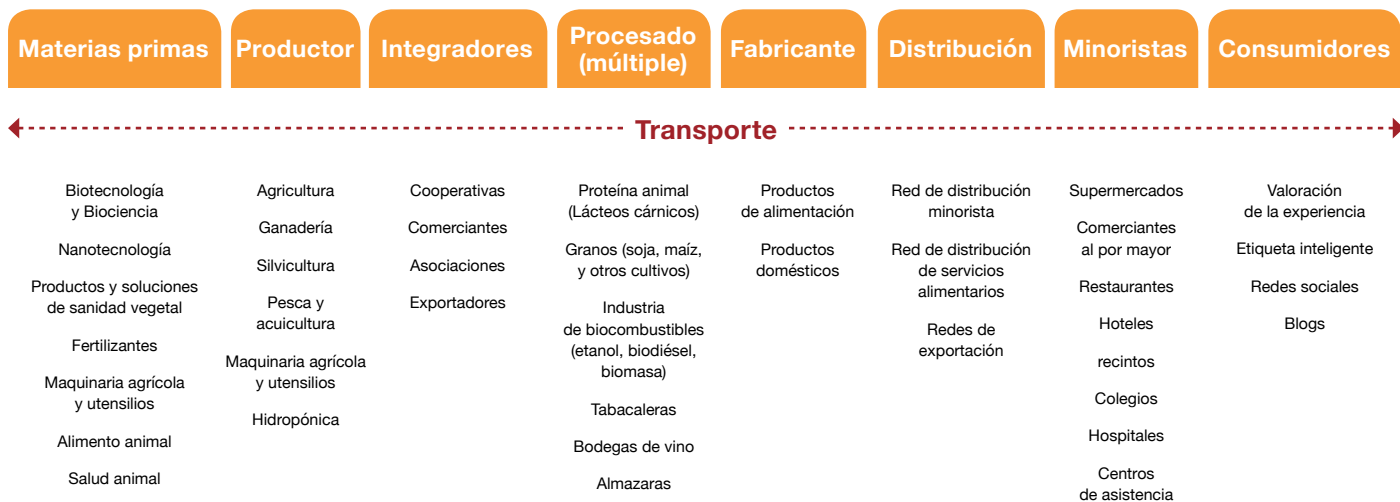 Materias primas
Productor
Integradores
Procesado
(múltiple)
Fabricante
Distribución
Minoristas
Consumidores
Transporte
Biotecnología
y Biociencia
Nanotecnología
Productos y soluciones
de sanidad vegetal
Fertilizantes
Maquinaria agrícola
y utensilios
Alimento animal
Salud animal
Agricultura
Ganadería
Silvicultura
Pesca y
acuicultura
Maquinaria agrícola
y utensilios
Hidropónica
Cooperativas
Comerciantes
Asociaciones
Exportadores
Proteína animal
(Lácteos cárnicos)
Granos (soja, maíz,
y otros cultivos)
Industria
de biocombustibles
(etanol, biodiésel,
biomasa)
Tabacaleras
Bodegas de vino
Almazaras
Productos
de alimentación
Productos
domésticos
Red de distribución
minorista
Red de distribución
de servicios
alimentarios
Redes de
exportación
Supermercados
Comerciantes
al por mayor
Restaurantes
Hoteles
recintos
Colegios
Hospitales
Centros
de asistencia
Valoración
de la experiencia
Etiqueta inteligente
Redes sociales
Blogs